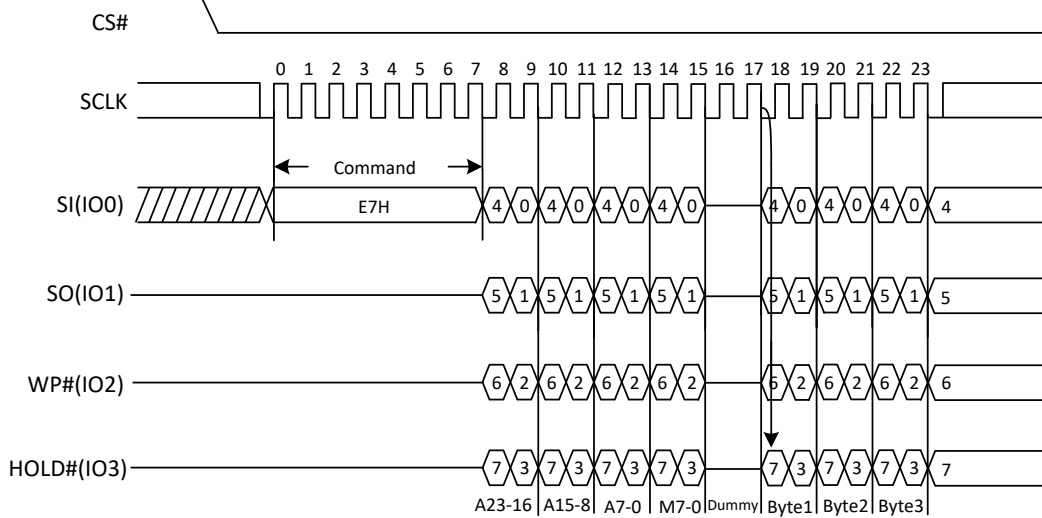 CS#
0 1 2 3 4 5 6 7 8 9 10 11 12 13 14 15 16 17 18 19 20 21 22 23
SCLK
Command
SI(IO0) E7H 4 0 4 0 4 0 4 0 4 0 4 0 4 0 4
SO(IO1) 5 1 5 1 5 1 5 1 5 1 5 1 5 1 5
WP#(IO2) 6 2 6 2 6 2 6 2 6 2 6 2 6 2 6
HOLD#(IO3) 7 3 7 3 7 3 7 3 7 3 7 3 7 3 7
A23-16 A15-8 A7-0 M7-0 Dummy Byte1 Byte2 Byte3